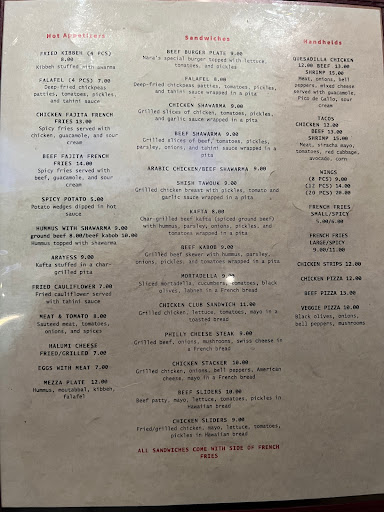 Hot Appetizers
FRIED KIBBEH (4 PCS)
8.00
Kibbeh stuffed with awarma
FALAFEL (4 PCS) 7.00
Deep-fried chickpeas
patties, tomatoes, pickles,
and tahini sauce
CHICKEN FAJITA FRENCH
FRIES 13.00
Spicy fries served with
chicken, guacamole, and sour
cream
BEEF FAJITA FRENCH
FRIES 14.00
Spicy fries served with
beef, guacamole, and sour
cream
SPICY POTATO 5.00
Potato wedges dipped in hot
sauce
HUMMUS WITH SHAWARMA 9.00
ground beef 8.00/beef kabob 10.00
Hummus topped with shawarma
ARAYESS 9.00
Kafta stuffed in a char-
grilled pita
FRIED CAULIFLOWER 7.00
Fried cauliflower served
with tahini sauce
MEAT & TOMATO 8.00
Sauteed meat, tomatoes,
onions, and spices
HALUMI CHEESE
FRIED/GRILLED 7.00
EGGS WITH MEAT 7.00
MEZZA PLATE 12.00
Hummus, moutabbal, kibbeh,
falafel
Sandwiches
BEEF BURGER PLATE 9.00
Nara's special burger topped with lettuce,
tomatoes, and pickles
FALAFEL 8.00
Deep-fried chickpeas patties, tomatoes, pickles, and
tahini sauce wrapped in a pita
CHICKEN SHAWARMA 9.00
Grilled slices of chicken, tomatoes, pickles,
and garlic sauce wrapped in a pita
BEEF SHAWARMA 9.00
Grilled slices of beef, tomatoes, pickles,
parsley, onions, and tahini sauce wrapped in a
pita
ARABIC CHICKEN/BEEF SHAWARMA 9.00
SHISH TAWOUK 9.00
Grilled chicken breast with pickles, tomato and
garlic sauce wrapped in a pita
KAFTA 8.00
Char-grilled beef kafta (spiced ground beef)
with hummus, parsley, onions, pickles, and
tomatoes wrapped in a pita
BEEF KABOB 9.00
Grilled beef skewer with hummus, parsley,
onions, pickles, and tomatoes wrapped in a
pita
MORTADELLA 9.00
Sliced mortadella, cucumbers, tomatoes, black
olives, labneh in a French bread
CHICKEN CLUB SANDWICH 11.00
Grilled chicken, lettuce, tomatoes, mayo in a
toasted bread
PHILLY CHEESE STEAK 9.00
Grilled beef, onions, mushrooms, swiss cheese in
a French bread
CHICKEN STACKER 10.00
Grilled chicken, onions, bell peppers, American
cheese, mayo in a French bread
BEEF SLIDERS 10.00
Beef patty, mayo, lettuce, tomatoes, pickles in
Hawaiian bread
CHICKEN SLIDERS 9.00
Fried/grilled chicken, mayo, lettuce, tomatoes,
pickles in Hawaiian bread
ALL SANDWICHES COME WITH SIDE OF FRENCH
FRIES
Handhelds
QUESADILLA CHICKEN
12.00 BEEF 13.00
SHRIMP 15.00
Meat, onions, bell
peppers, mixed cheese
served with guacamole,
Pico de Gallo, sour
cream
TACOS
CHICKEN 12.00
BEEF 13.00
SHRIMP 15.00
Meat, siracha mayo,
tomatoes, red cabbage,
avocado, corn
WINGS
(8 PCS) 9.00
(12 PCS) 14.00
(20 PCS) 20.00
FRENCH FRIES
SMALL/SPICY
5.00/6.00
FRENCH FRIES
LARGE/SPICY
9.00/11.00
CHICKEN STRIPS 12.00
CHICKEN PIZZA 12.00
BEEF PIZZA 13.00
VEGGIE PIZZA 10.00
Black olives, onions,
bell peppers, mushrooms